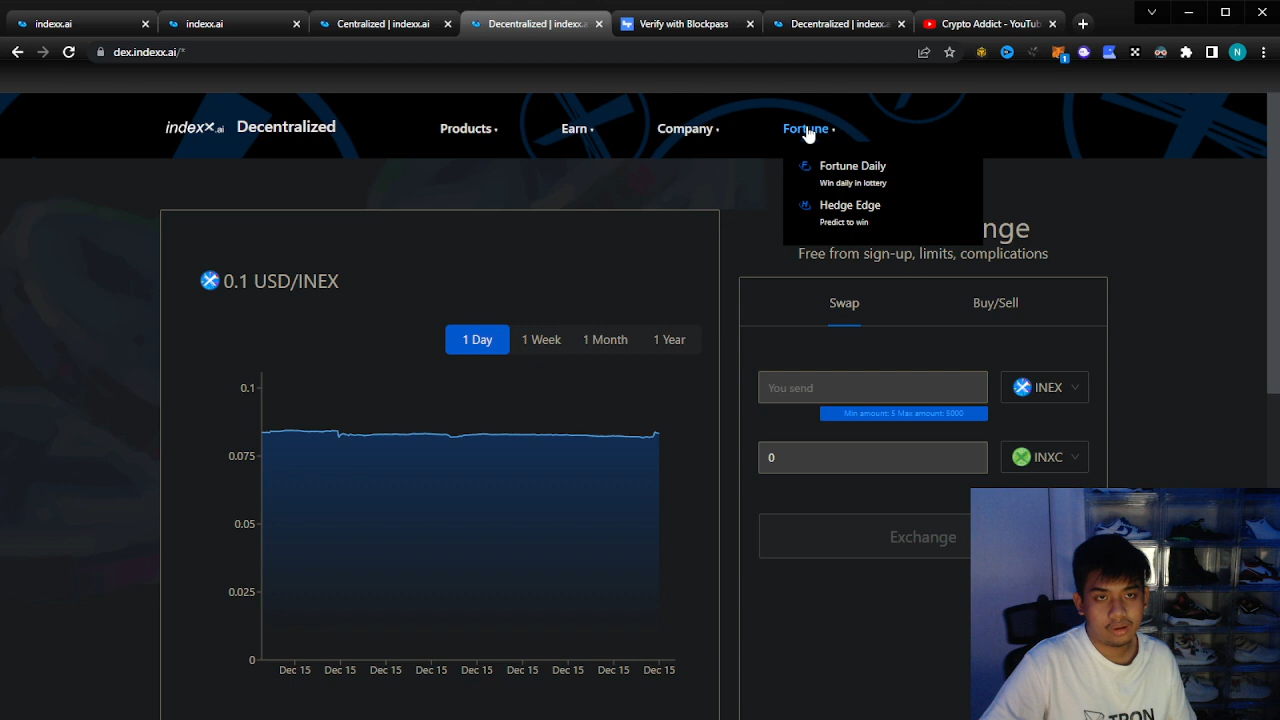 indexx.ai
indexx.ai
Centralized | indexx.ai
Decentralized | indexx.
Verify with Blockpass
Decentralized | indexx.a
Crypto Addict - YouTub
dex.indexx.ai/*
1
N
indexx.ai Decentralized
Products
Earn
Company
Fortune
Fortune Daily
Win daily in lottery
Hedge Edge
Predict to win
nge
Free from sign-up, limits, complications
0.1 USD/INEX
1 Day
1 Week
1 Month
1 Year
0.1
0.075
0.05
0.025
0
Dec 15 Dec 15 Dec 15 Dec 15 Dec 15 Dec 15 Dec 15 Dec 15 Dec 15
Swap
Buy/Sell
You send
INEX
Min amount: 5 Max amount: 5000
0
INXC
Exchange
TRON